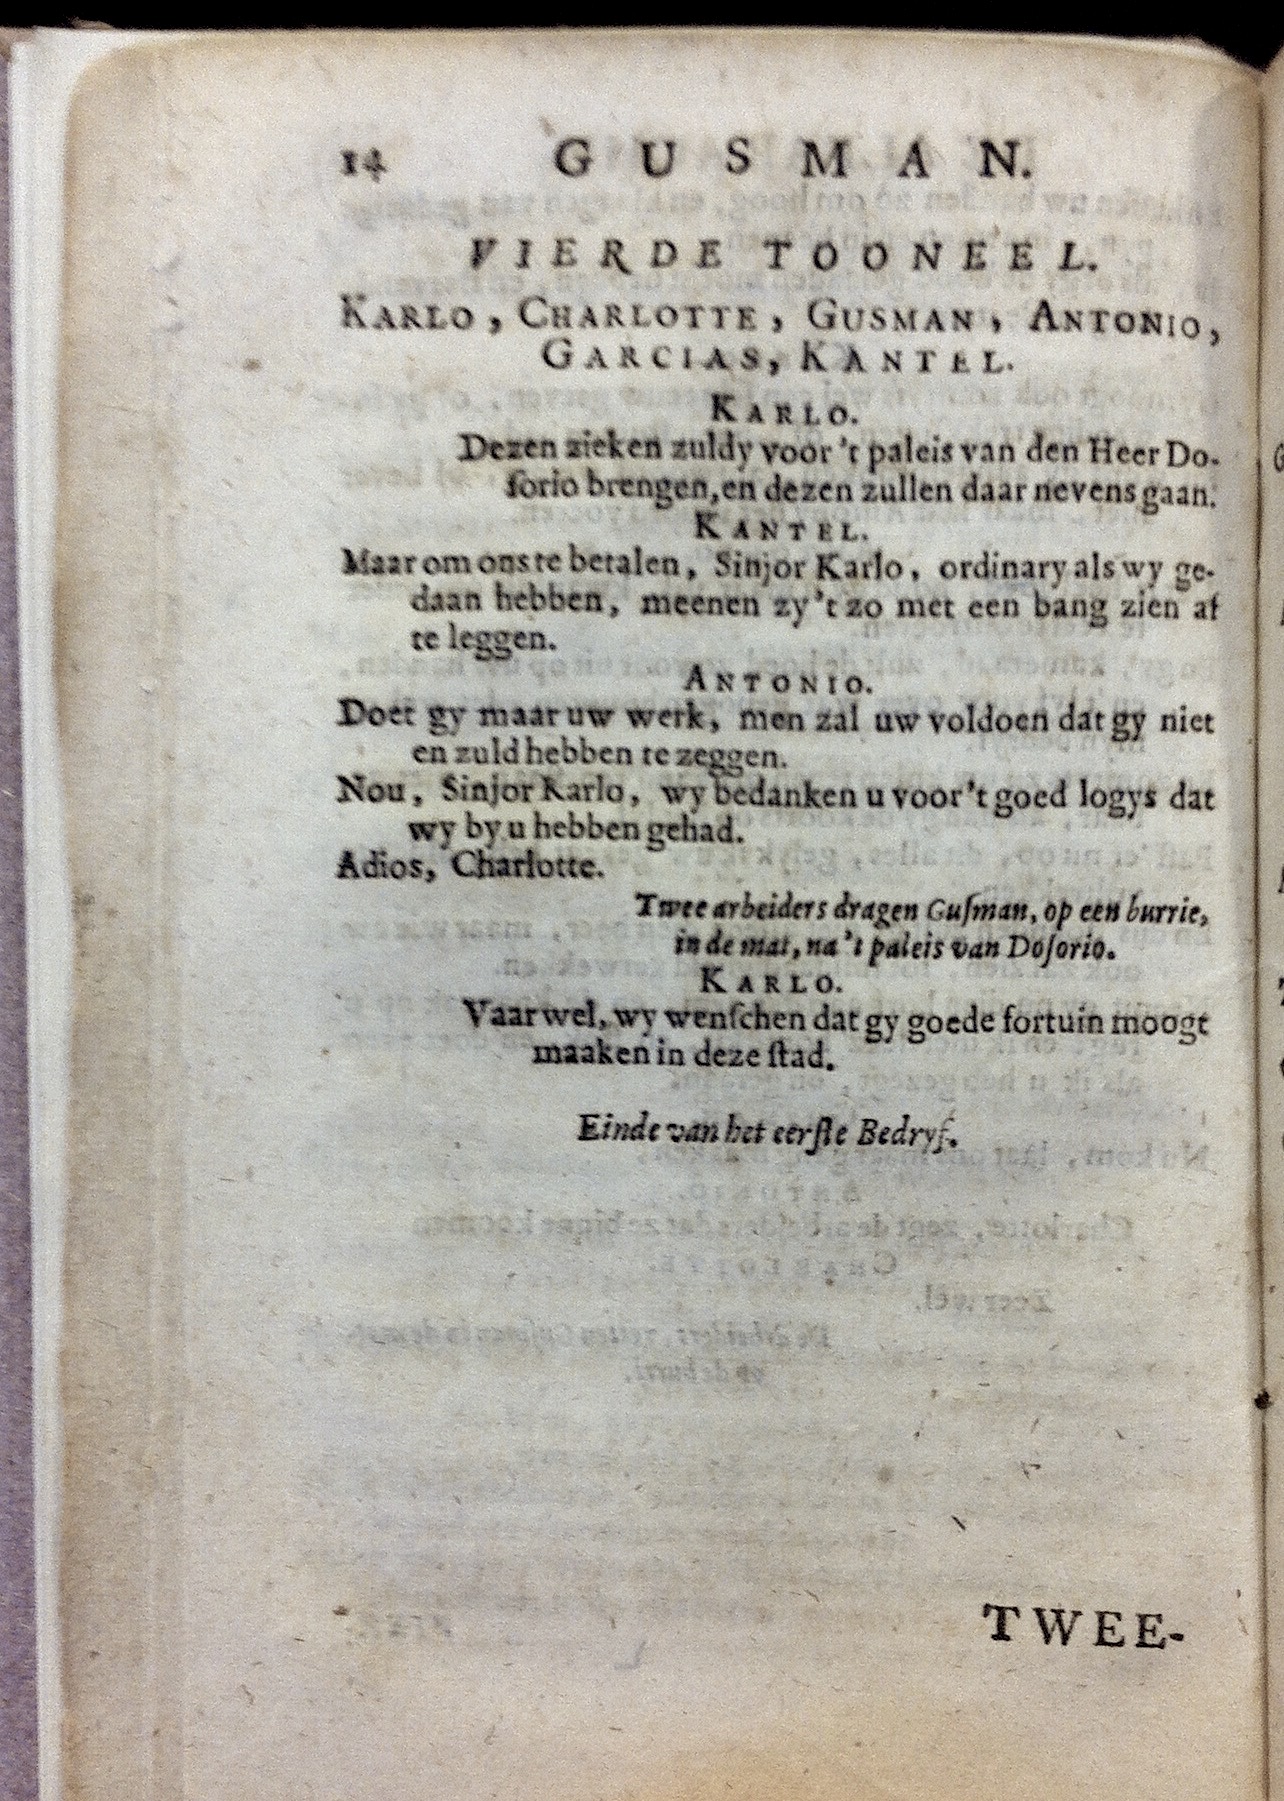 14 GUSMAN.
VIERDE TOONEEL.
KARLO, CHARLOTTE, GUSMAN, ANTONIO,
GARCIAS, KANTEL.
KARLO.
Dezen zieken zuldy voor 't paleis van den Heer Do-
sorio brengen, en dezen zullen daar nevens gaan.
KANTEL.
Maar om ons te betalen, Sinjor Karlo, ordinary als wy ge-
daan hebben, meenen zy 't zo met een bang zien af
te leggen.
ANTONIO.
Doet gy maar uw werk, men zal uw voldoen dat gy niet
en zuld hebben te zeggen.
Nou, Sinjor Karlo, wy bedanken u voor 't goed logys dat
wy by u hebben gehad.
Adios, Charlotte.
Twee arbeiders dragen Guſman, op een burrie,
in de mat, na 't paleis van Doſorio.
KARLO.
Vaar wel, wy wenſchen dat gy goede fortuin moogt
maaken in deze ſtad.
Einde van het eerſte Bedryf.
TWEE-